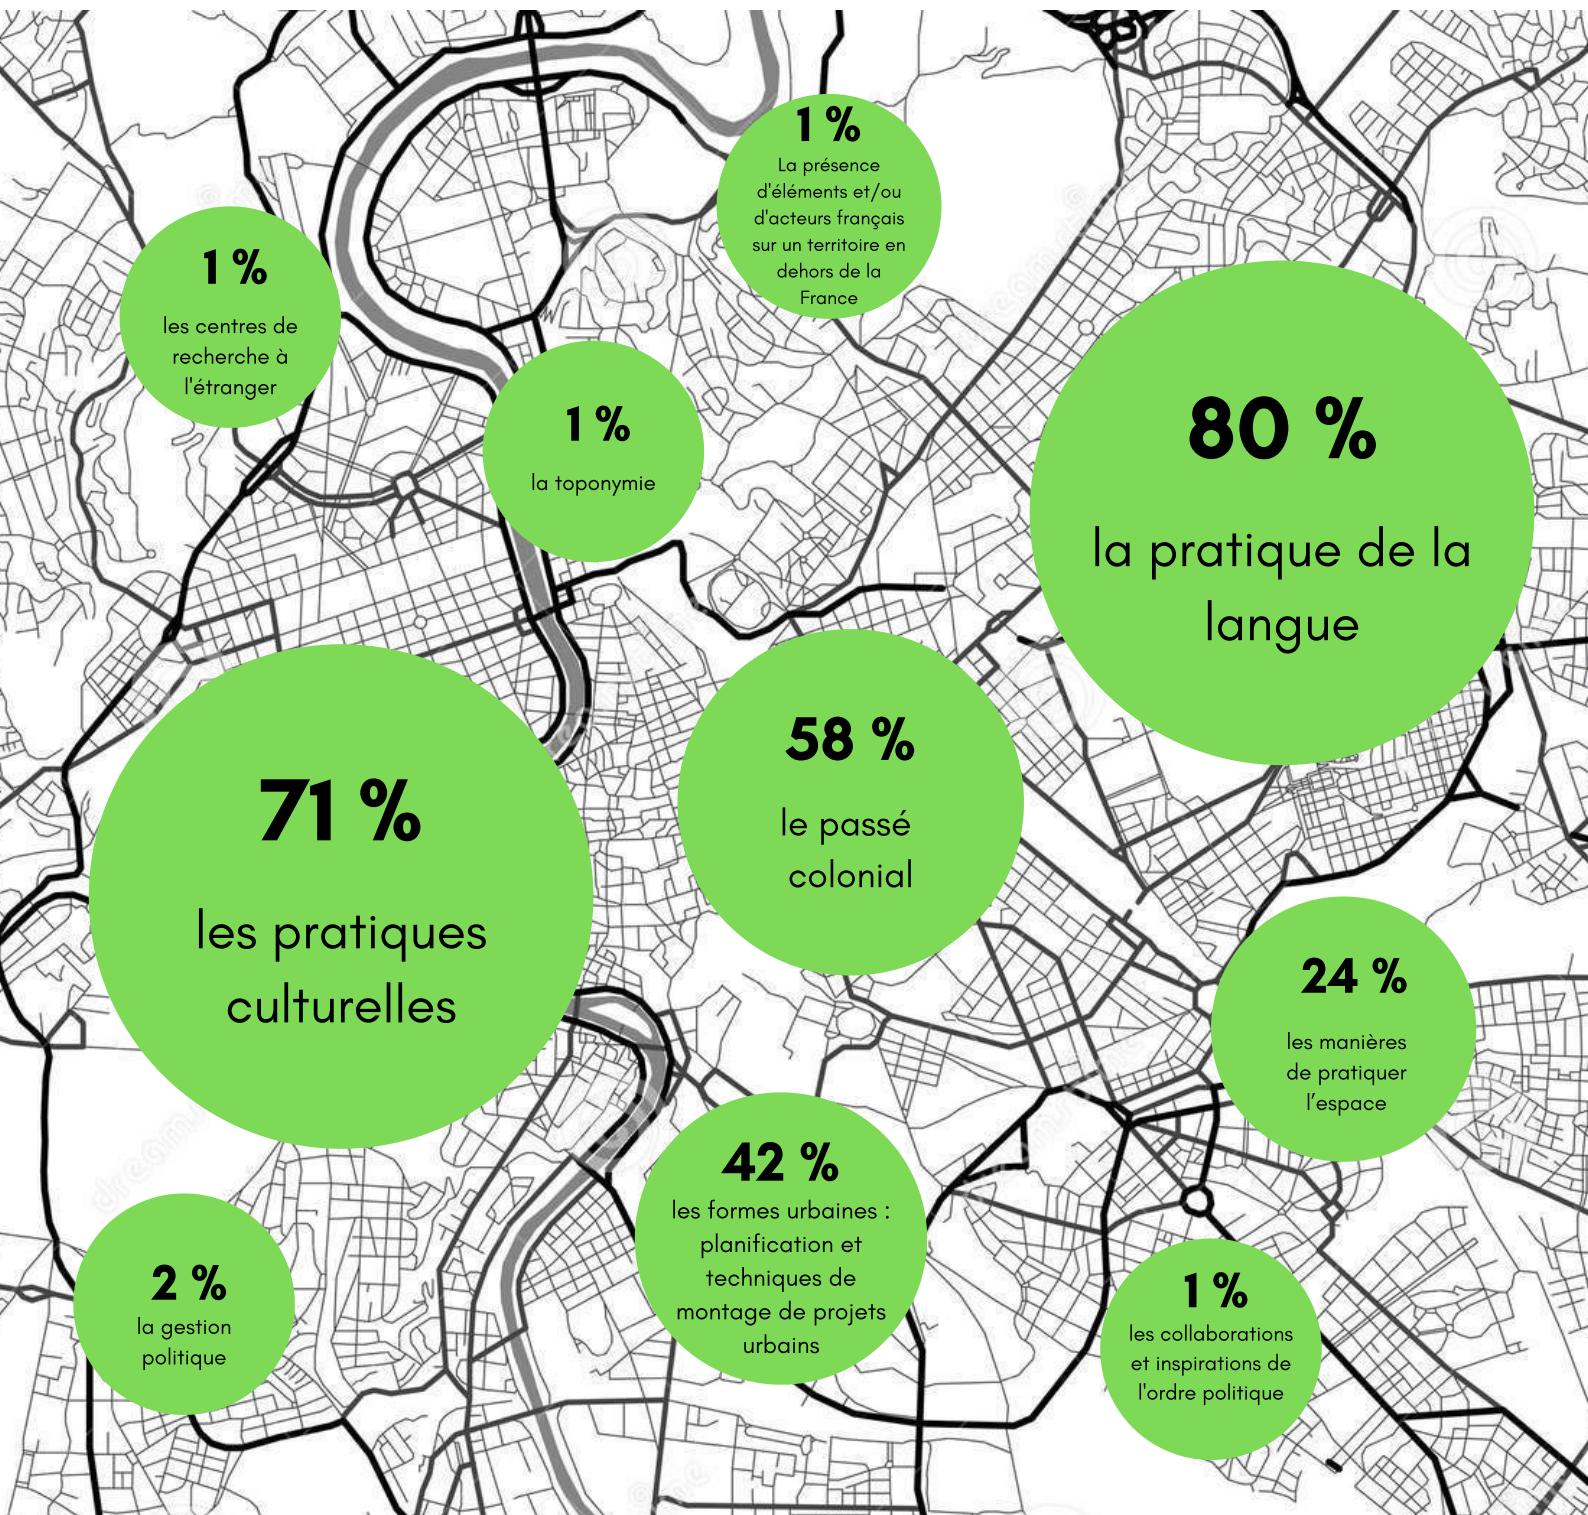 1 %
La présence
d'éléments et/ou
d'acteurs français
sur un territoire en
dehors de la
France
1 %
les centres de
recherche à
l'étranger
1 %
la toponymie
80 %
la pratique de la
langue
71 %
les pratiques
culturelles
58 %
le passé
colonial
24 %
les manières
de pratiquer
l’espace
42 %
les formes urbaines :
planification et
techniques de
montage de projets
urbains
2 %
la gestion
politique
1 %
les collaborations
et inspirations de
l'ordre politique